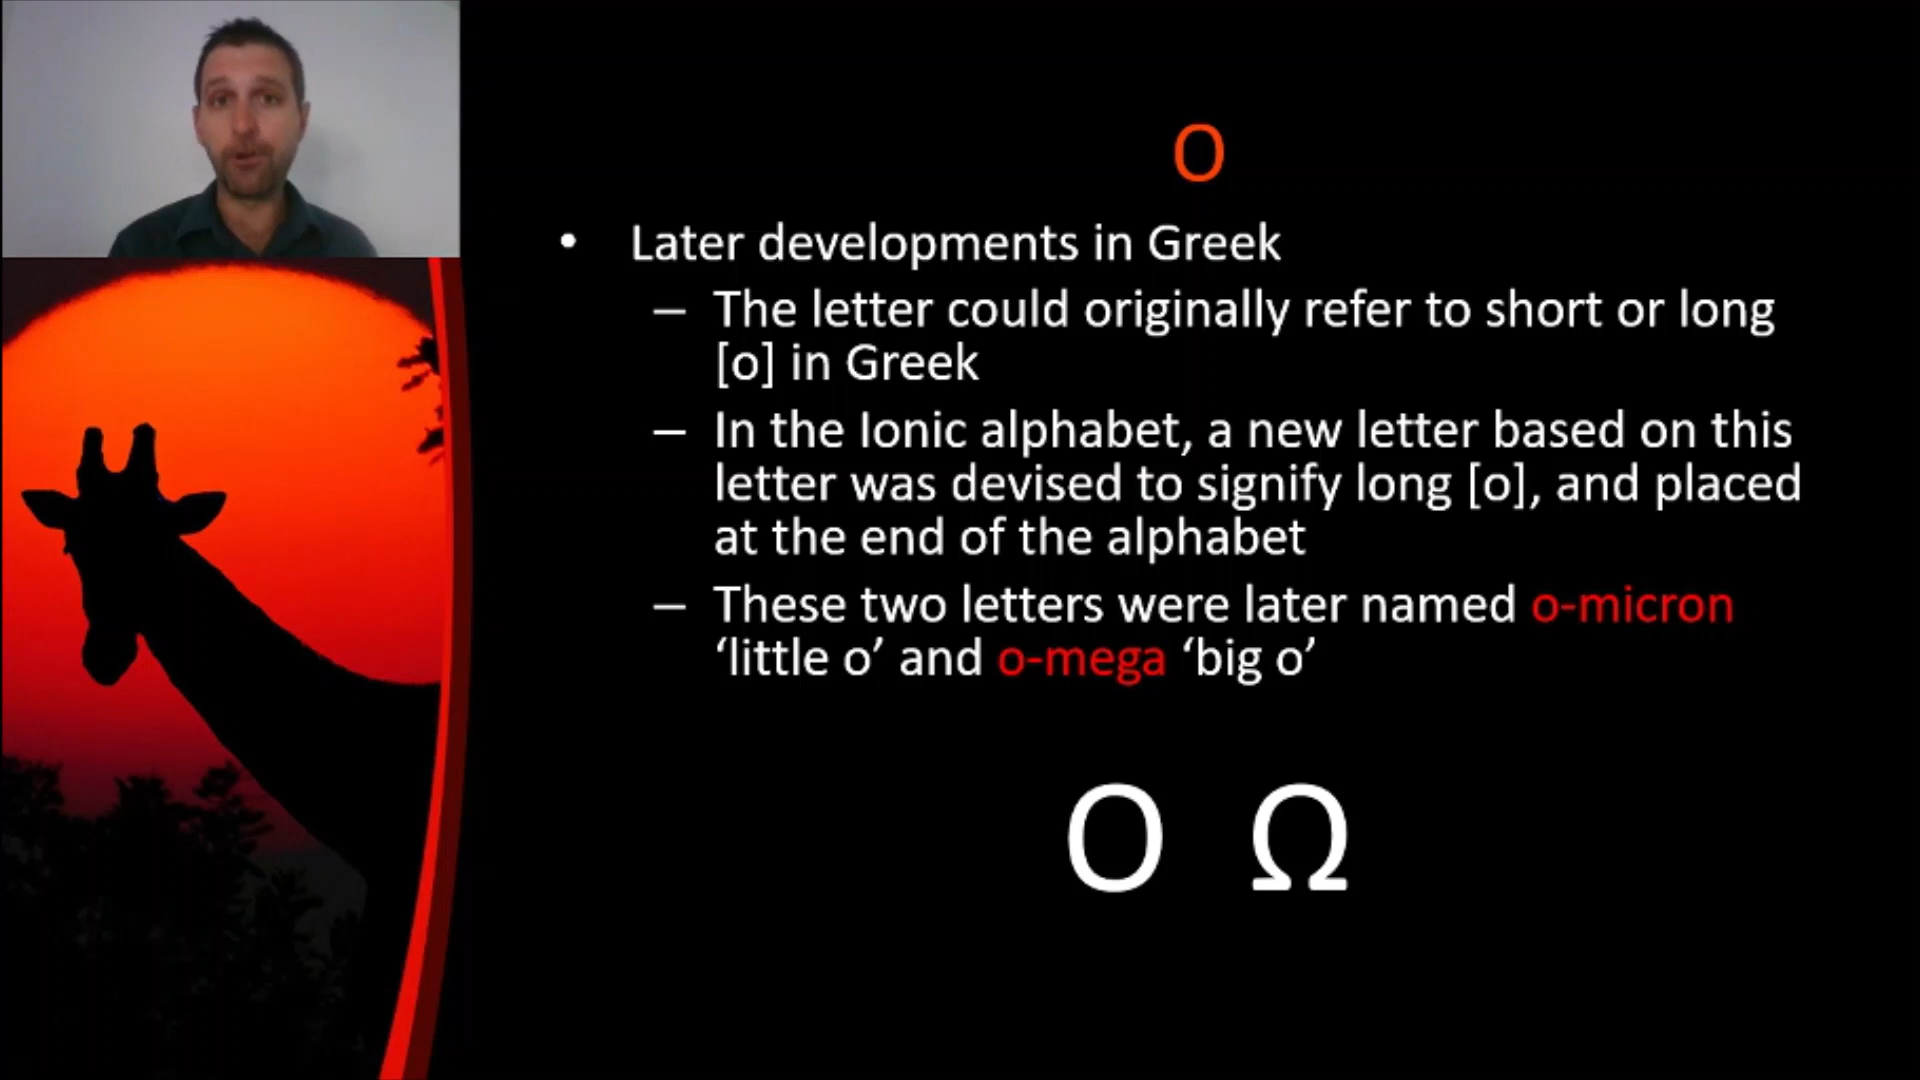 O
• Later developments in Greek
– The letter could originally refer to short or long
[o] in Greek
– In the Ionic alphabet, a new letter based on this
letter was devised to signify long [o], and placed
at the end of the alphabet
– These two letters were later named o-micron
‘little o’ and o-mega ‘big o’
Ο Ω